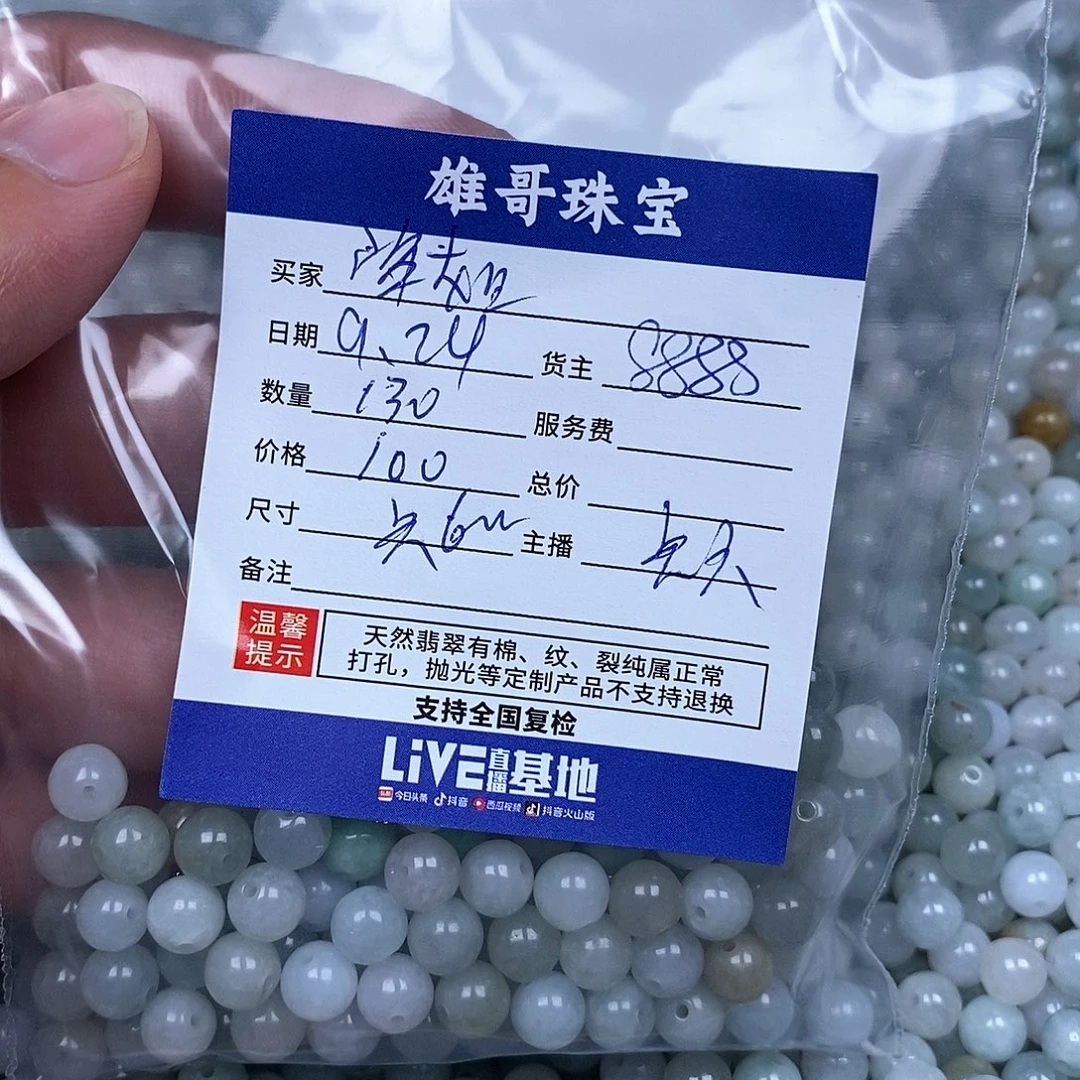 雄哥珠宝
买家
日期 9.24 货主 8888
数量 130 服务费
价格 100 总价
尺寸 主播
备注
温馨提示
天然翡翠有棉、纹、裂纯属正常
打孔，抛光等定制产品不支持退换
支持全国复检
LiVE直播基地
今日头条 抖音 西瓜视频 抖音火山版